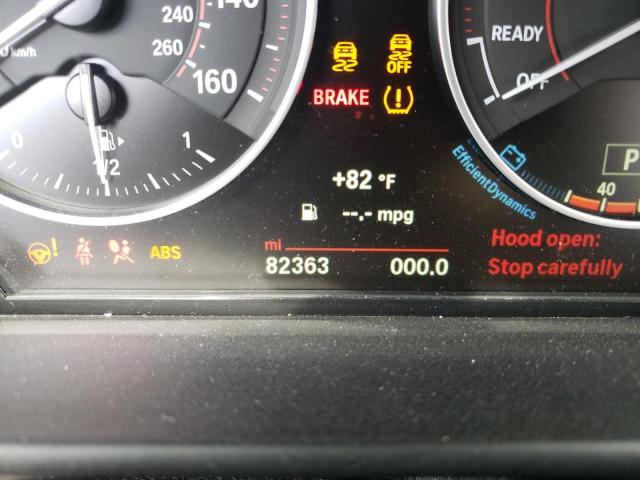 140
240
260
160
km/h
READY
OFF
OFF
BRAKE
0
1/2
1
+82 °F
--.- mpg
EfficientDynamics
P
40
ABS
mi
82363 000.0
Hood open:
Stop carefully